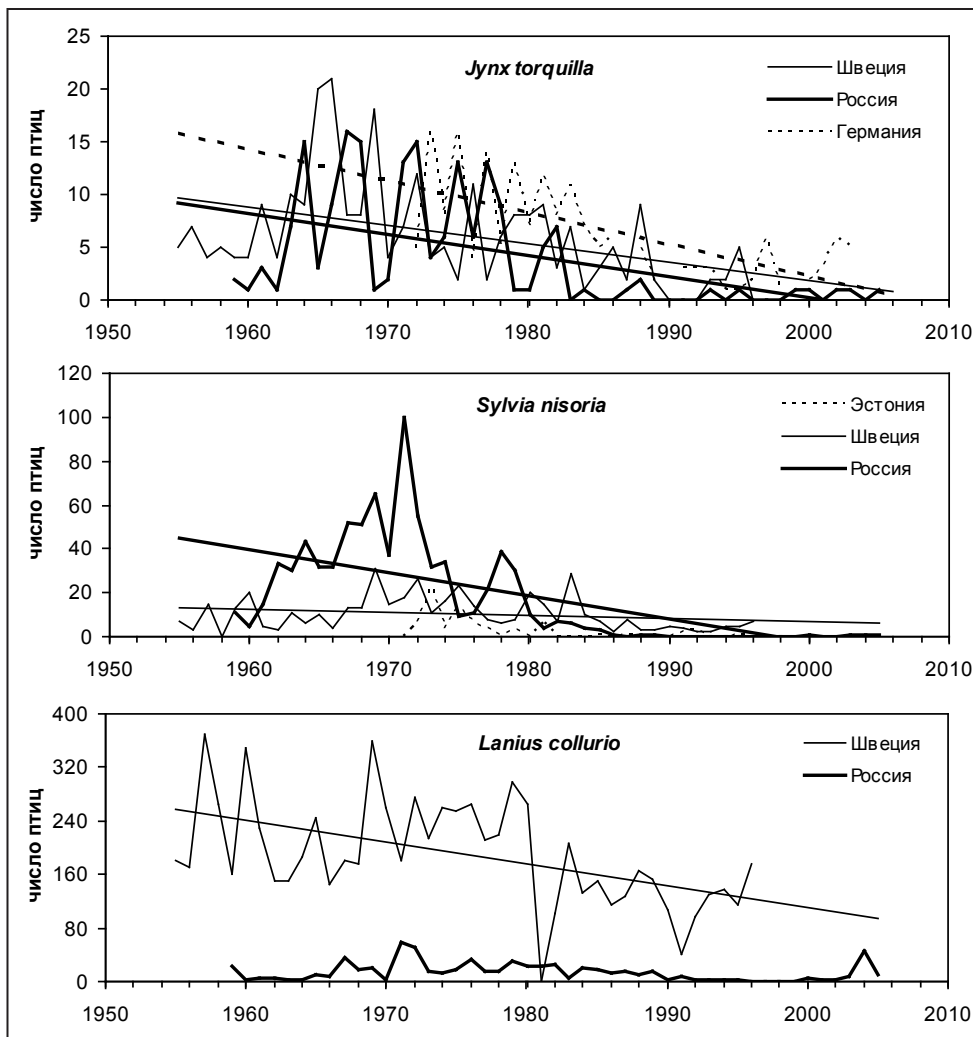 Jynx torquilla
Швеция
Россия
Германия
число птиц
25
20
15
10
5
0
1950 1960 1970 1980 1990 2000 2010
Sylvia nisoria
Эстония
Швеция
Россия
число птиц
120
100
80
60
40
20
0
1950 1960 1970 1980 1990 2000 2010
Lanius collurio
Швеция
Россия
число птиц
400
320
240
160
80
0
1950 1960 1970 1980 1990 2000 2010